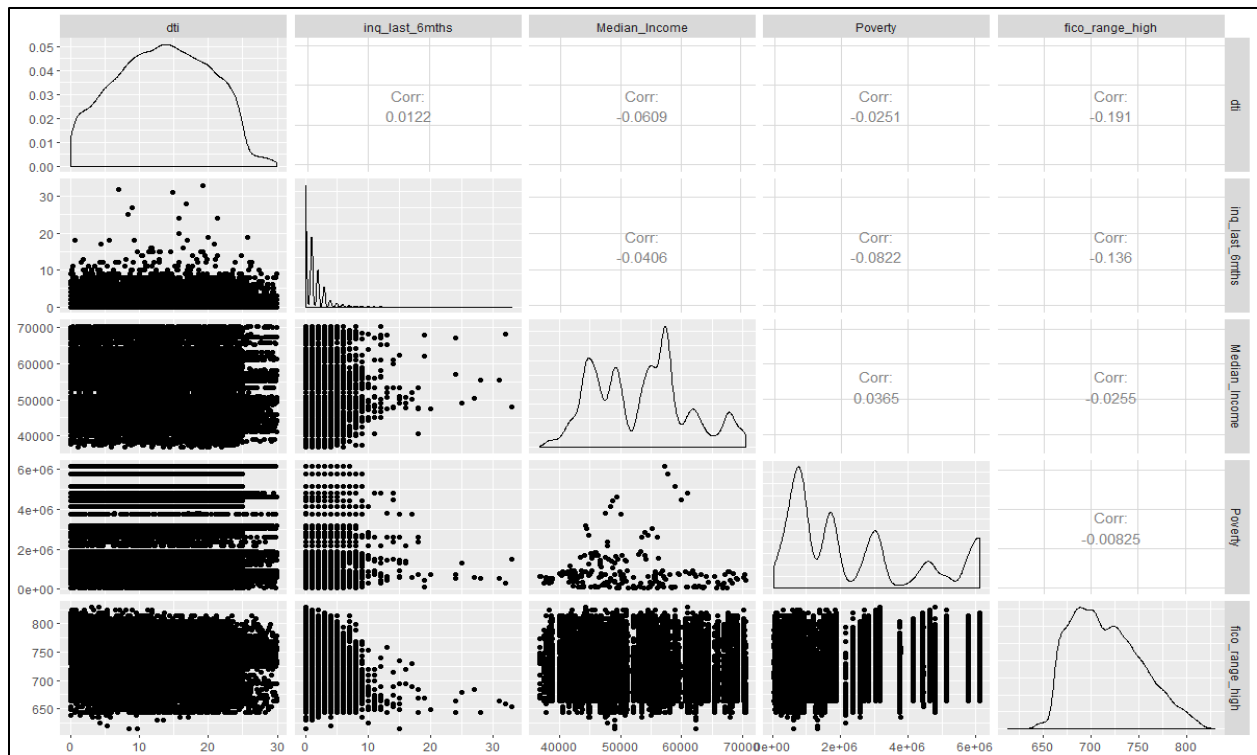 dti
inq_last_6mths
Median_Income
Poverty
fico_range_high
0.05
0.04
0.03
0.02
0.01
0.00
Corr:
0.0122
Corr:
-0.0609
Corr:
-0.0251
Corr:
-0.191
dti
30
20
10
0
Corr:
-0.0406
Corr:
-0.0822
Corr:
-0.136
inq_last_6mths
70000
60000
50000
40000
Corr:
0.0365
Corr:
-0.0255
Median_Income
6e+06
4e+06
2e+06
0e+00
Corr:
-0.00825
Poverty
800
750
700
650
fico_range_high
0
10
20
30
0
10
20
30
40000
50000
60000
70000
0e+00
2e+06
4e+06
6e+06
650
700
750
800